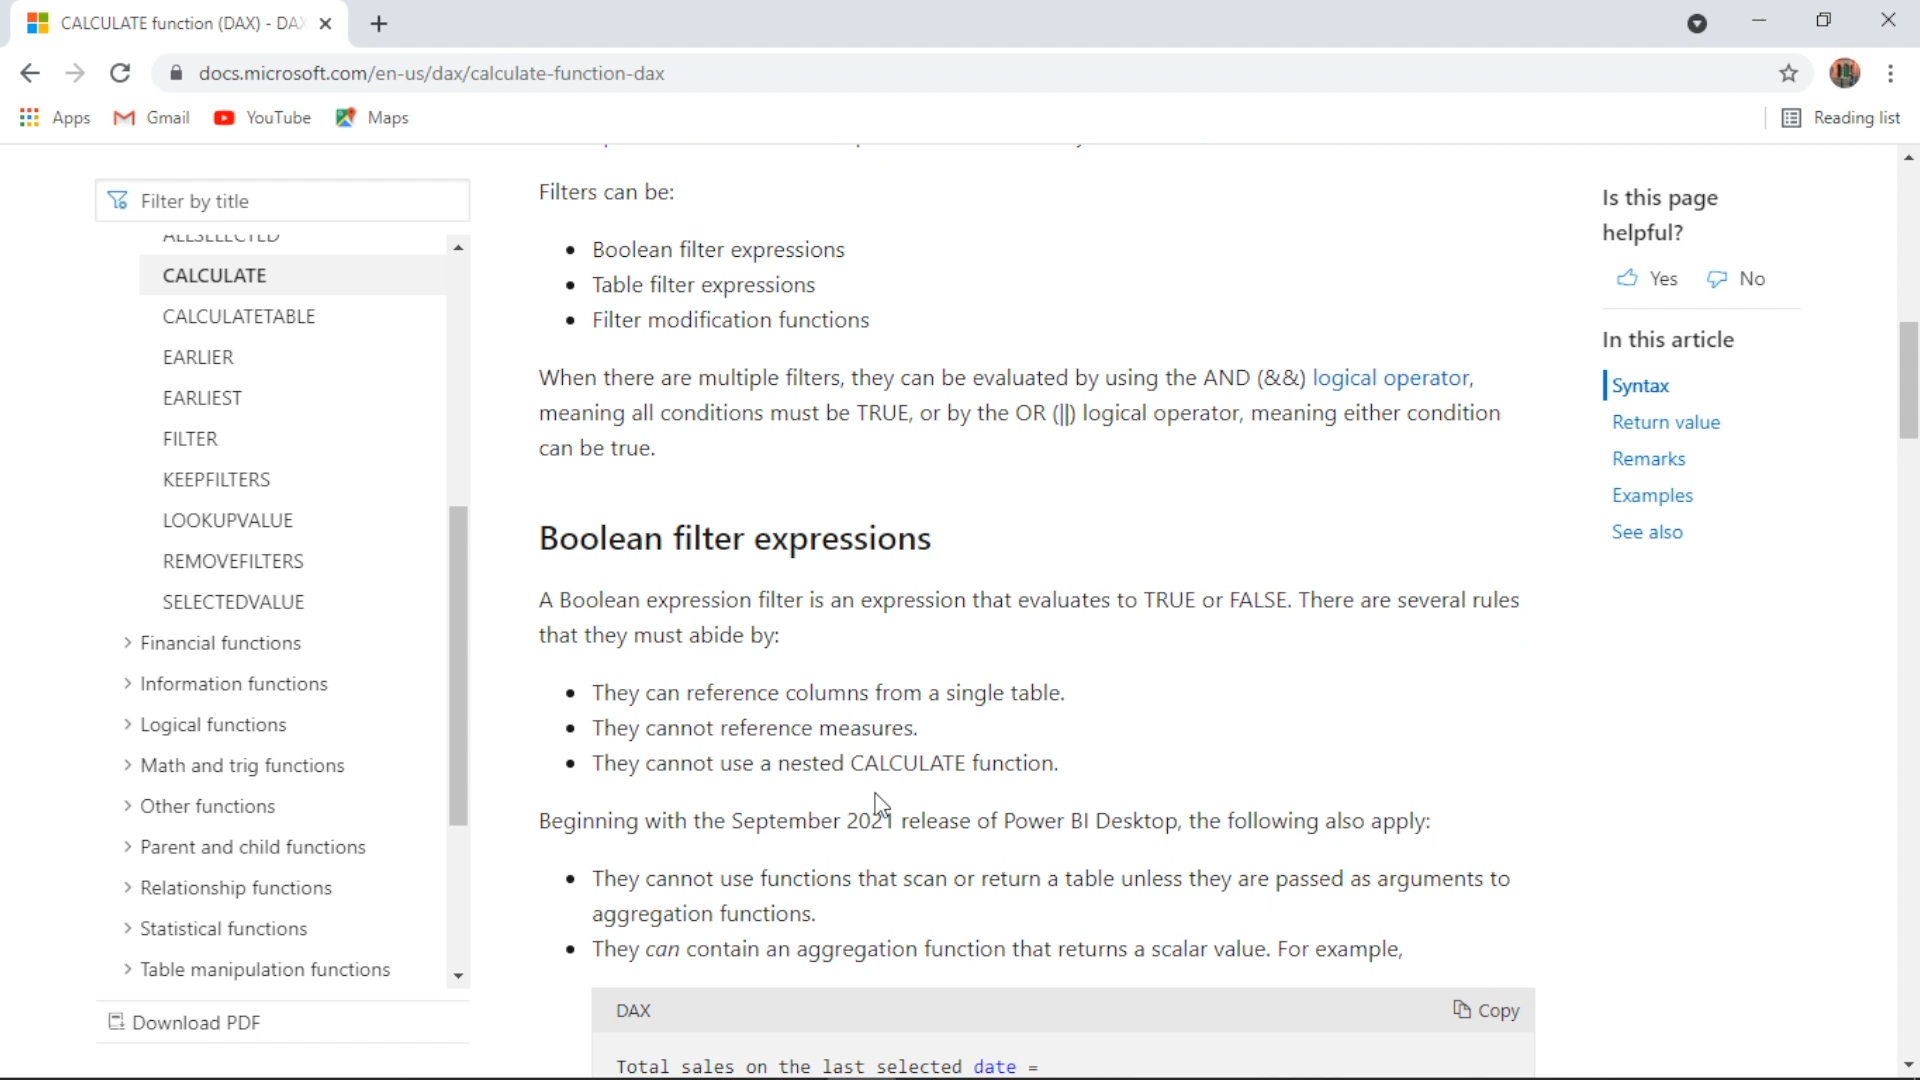 CALCULATE function (DAX) - DAX
docs.microsoft.com/en-us/dax/calculate-function-dax
Apps
Gmail
YouTube
Maps
Reading list
Filter by title
ALLSELECTED
CALCULATE
CALCULATETABLE
EARLIER
EARLIEST
FILTER
KEEPFILTERS
LOOKUPVALUE
REMOVEFILTERS
SELECTEDVALUE
Financial functions
Information functions
Logical functions
Math and trig functions
Other functions
Parent and child functions
Relationship functions
Statistical functions
Table manipulation functions
Download PDF
Filters can be:
• Boolean filter expressions
• Table filter expressions
• Filter modification functions
When there are multiple filters, they can be evaluated by using the AND (&&) logical operator,
meaning all conditions must be TRUE, or by the OR (||) logical operator, meaning either condition
can be true.
Boolean filter expressions
A Boolean expression filter is an expression that evaluates to TRUE or FALSE. There are several rules
that they must abide by:
• They can reference columns from a single table.
• They cannot reference measures.
• They cannot use a nested CALCULATE function.
Beginning with the September 2021 release of Power BI Desktop, the following also apply:
• They cannot use functions that scan or return a table unless they are passed as arguments to
aggregation functions.
• They can contain an aggregation function that returns a scalar value. For example,
DAX
Copy
Total sales on the last selected date =
Is this page
helpful?
Yes
No
In this article
Syntax
Return value
Remarks
Examples
See also